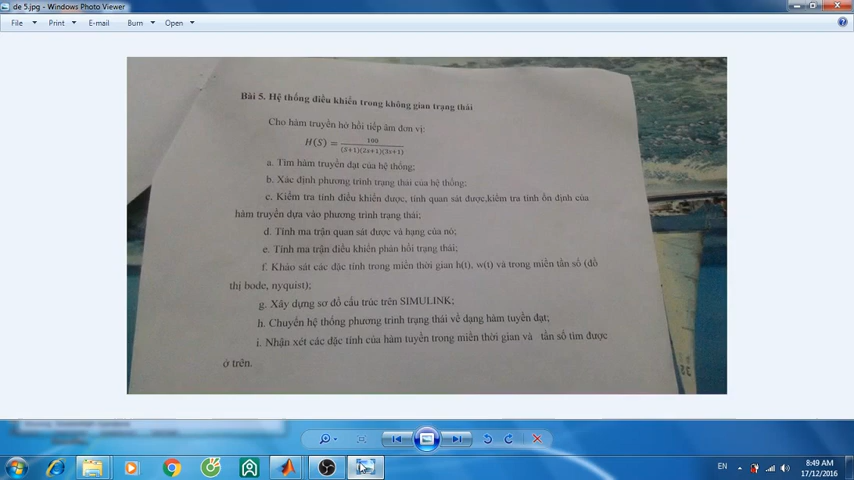 de 5.jpg - Windows Photo Viewer
File Print E-mail Burn Open
Bài 5. Hệ thống điều khiển trong không gian trạng thái
Cho hàm truyền hở hồi tiếp âm đơn vị:
H(S) = 100 / (S+1)(2s+1)(3s+1)
a. Tìm hàm truyền đạt của hệ thống;
b. Xác định phương trình trạng thái của hệ thống;
c. Kiểm tra tính điều khiển được, tính quan sát được,kiểm tra tính ổn định của
hàm truyền dựa vào phương trình trạng thái;
d. Tính ma trận quan sát được và hạng của nó;
e. Tính ma trận điều khiển phản hồi trạng thái;
f. Khảo sát các đặc tính trong miền thời gian h(t), w(t) và trong miền tần số (đồ
thị bode, nyquist);
g. Xây dựng sơ đồ cấu trúc trên SIMULINK;
h. Chuyển hệ thống phương trình trạng thái về dạng hàm tuyền đạt;
i. Nhận xét các đặc tính của hàm tuyền trong miền thời gian và tần số tìm được
ở trên.
EN
8:49 AM
17/12/2016